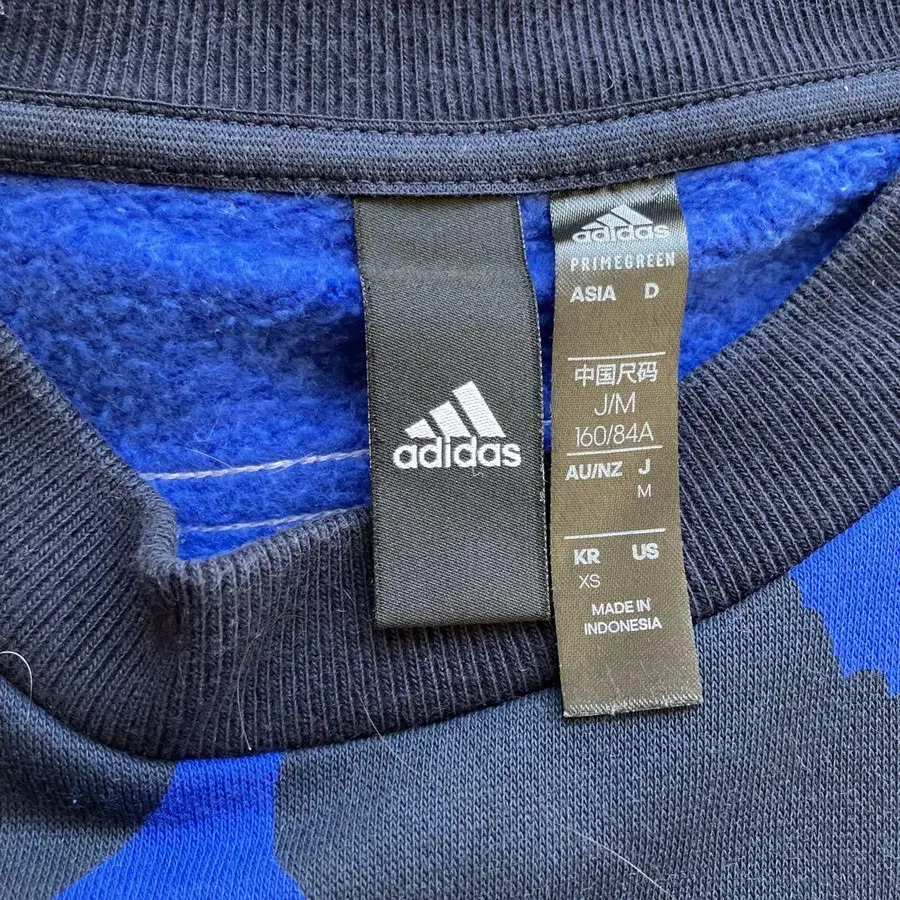 adidas
adidas
PRIMEGREEN
ASIA D
中国尺码
J/M
160/84A
AU/NZ J
M
KR US
XS
MADE IN
INDONESIA